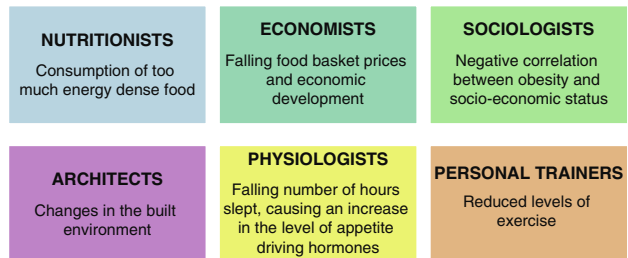 NUTRITIONISTS
Consumption of too
much energy dense food
ECONOMISTS
Falling food basket prices
and economic
development
SOCIOLOGISTS
Negative correlation
between obesity and
socio-economic status
ARCHITECTS
Changes in the built
environment
PHYSIOLOGISTS
Falling number of hours
slept, causing an increase
in the level of appetite
driving hormones
PERSONAL TRAINERS
Reduced levels of
exercise